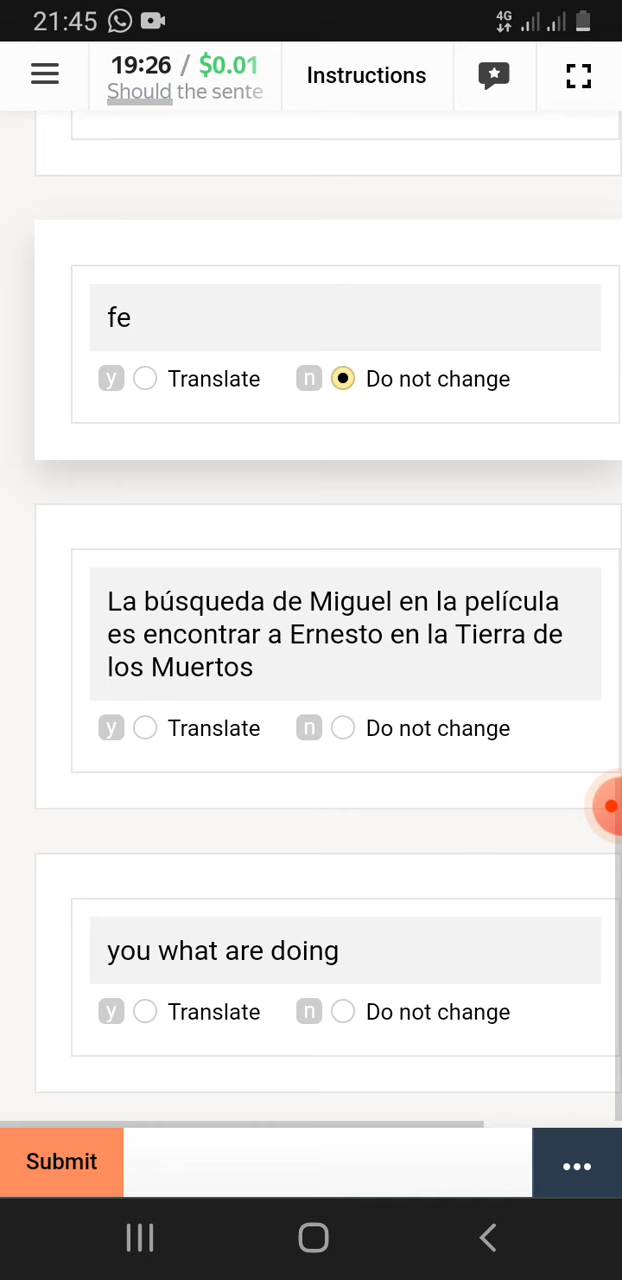 21:45
4G
19:26 / $0.01
Should the sente
Instructions
fe
y Translate n Do not change
La búsqueda de Miguel en la película
es encontrar a Ernesto en la Tierra de
los Muertos
y Translate n Do not change
you what are doing
y Translate n Do not change
Submit